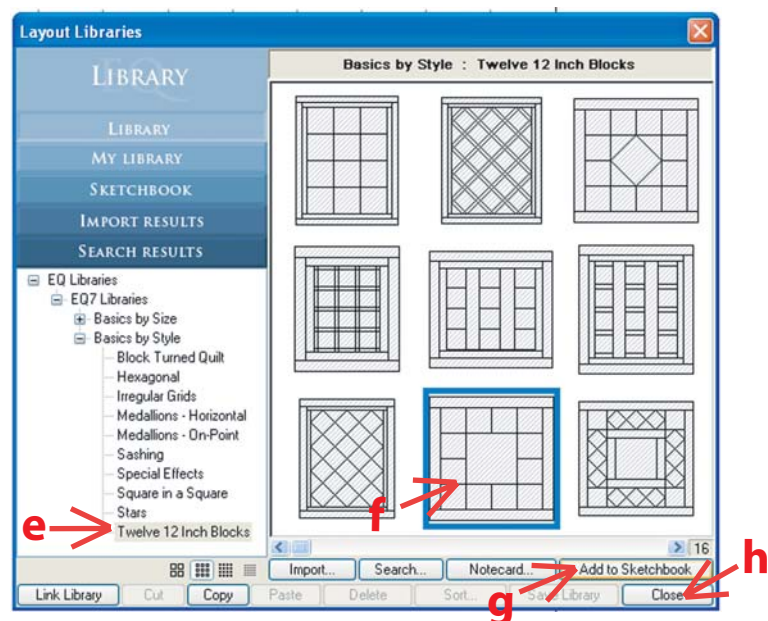 Layout Libraries
LIBRARY
EQ
Basics by Style : Twelve 12 Inch Blocks
LIBRARY
MY LIBRARY
SKETCHBOOK
IMPORT RESULTS
SEARCH RESULTS
EQ Libraries
EQ7 Libraries
Basics by Size
Basics by Style
Block Turned Quilt
Hexagonal
Irregular Grids
Medallions - Horizontal
Medallions - On-Point
Sashing
Special Effects
Square in a Square
Stars
e Twelve 12 Inch Blocks
f
16
Import... Search... Notecard... Add to Sketchbook
g
h
Link Library Cut Copy Paste Delete Sort... Save Library Close